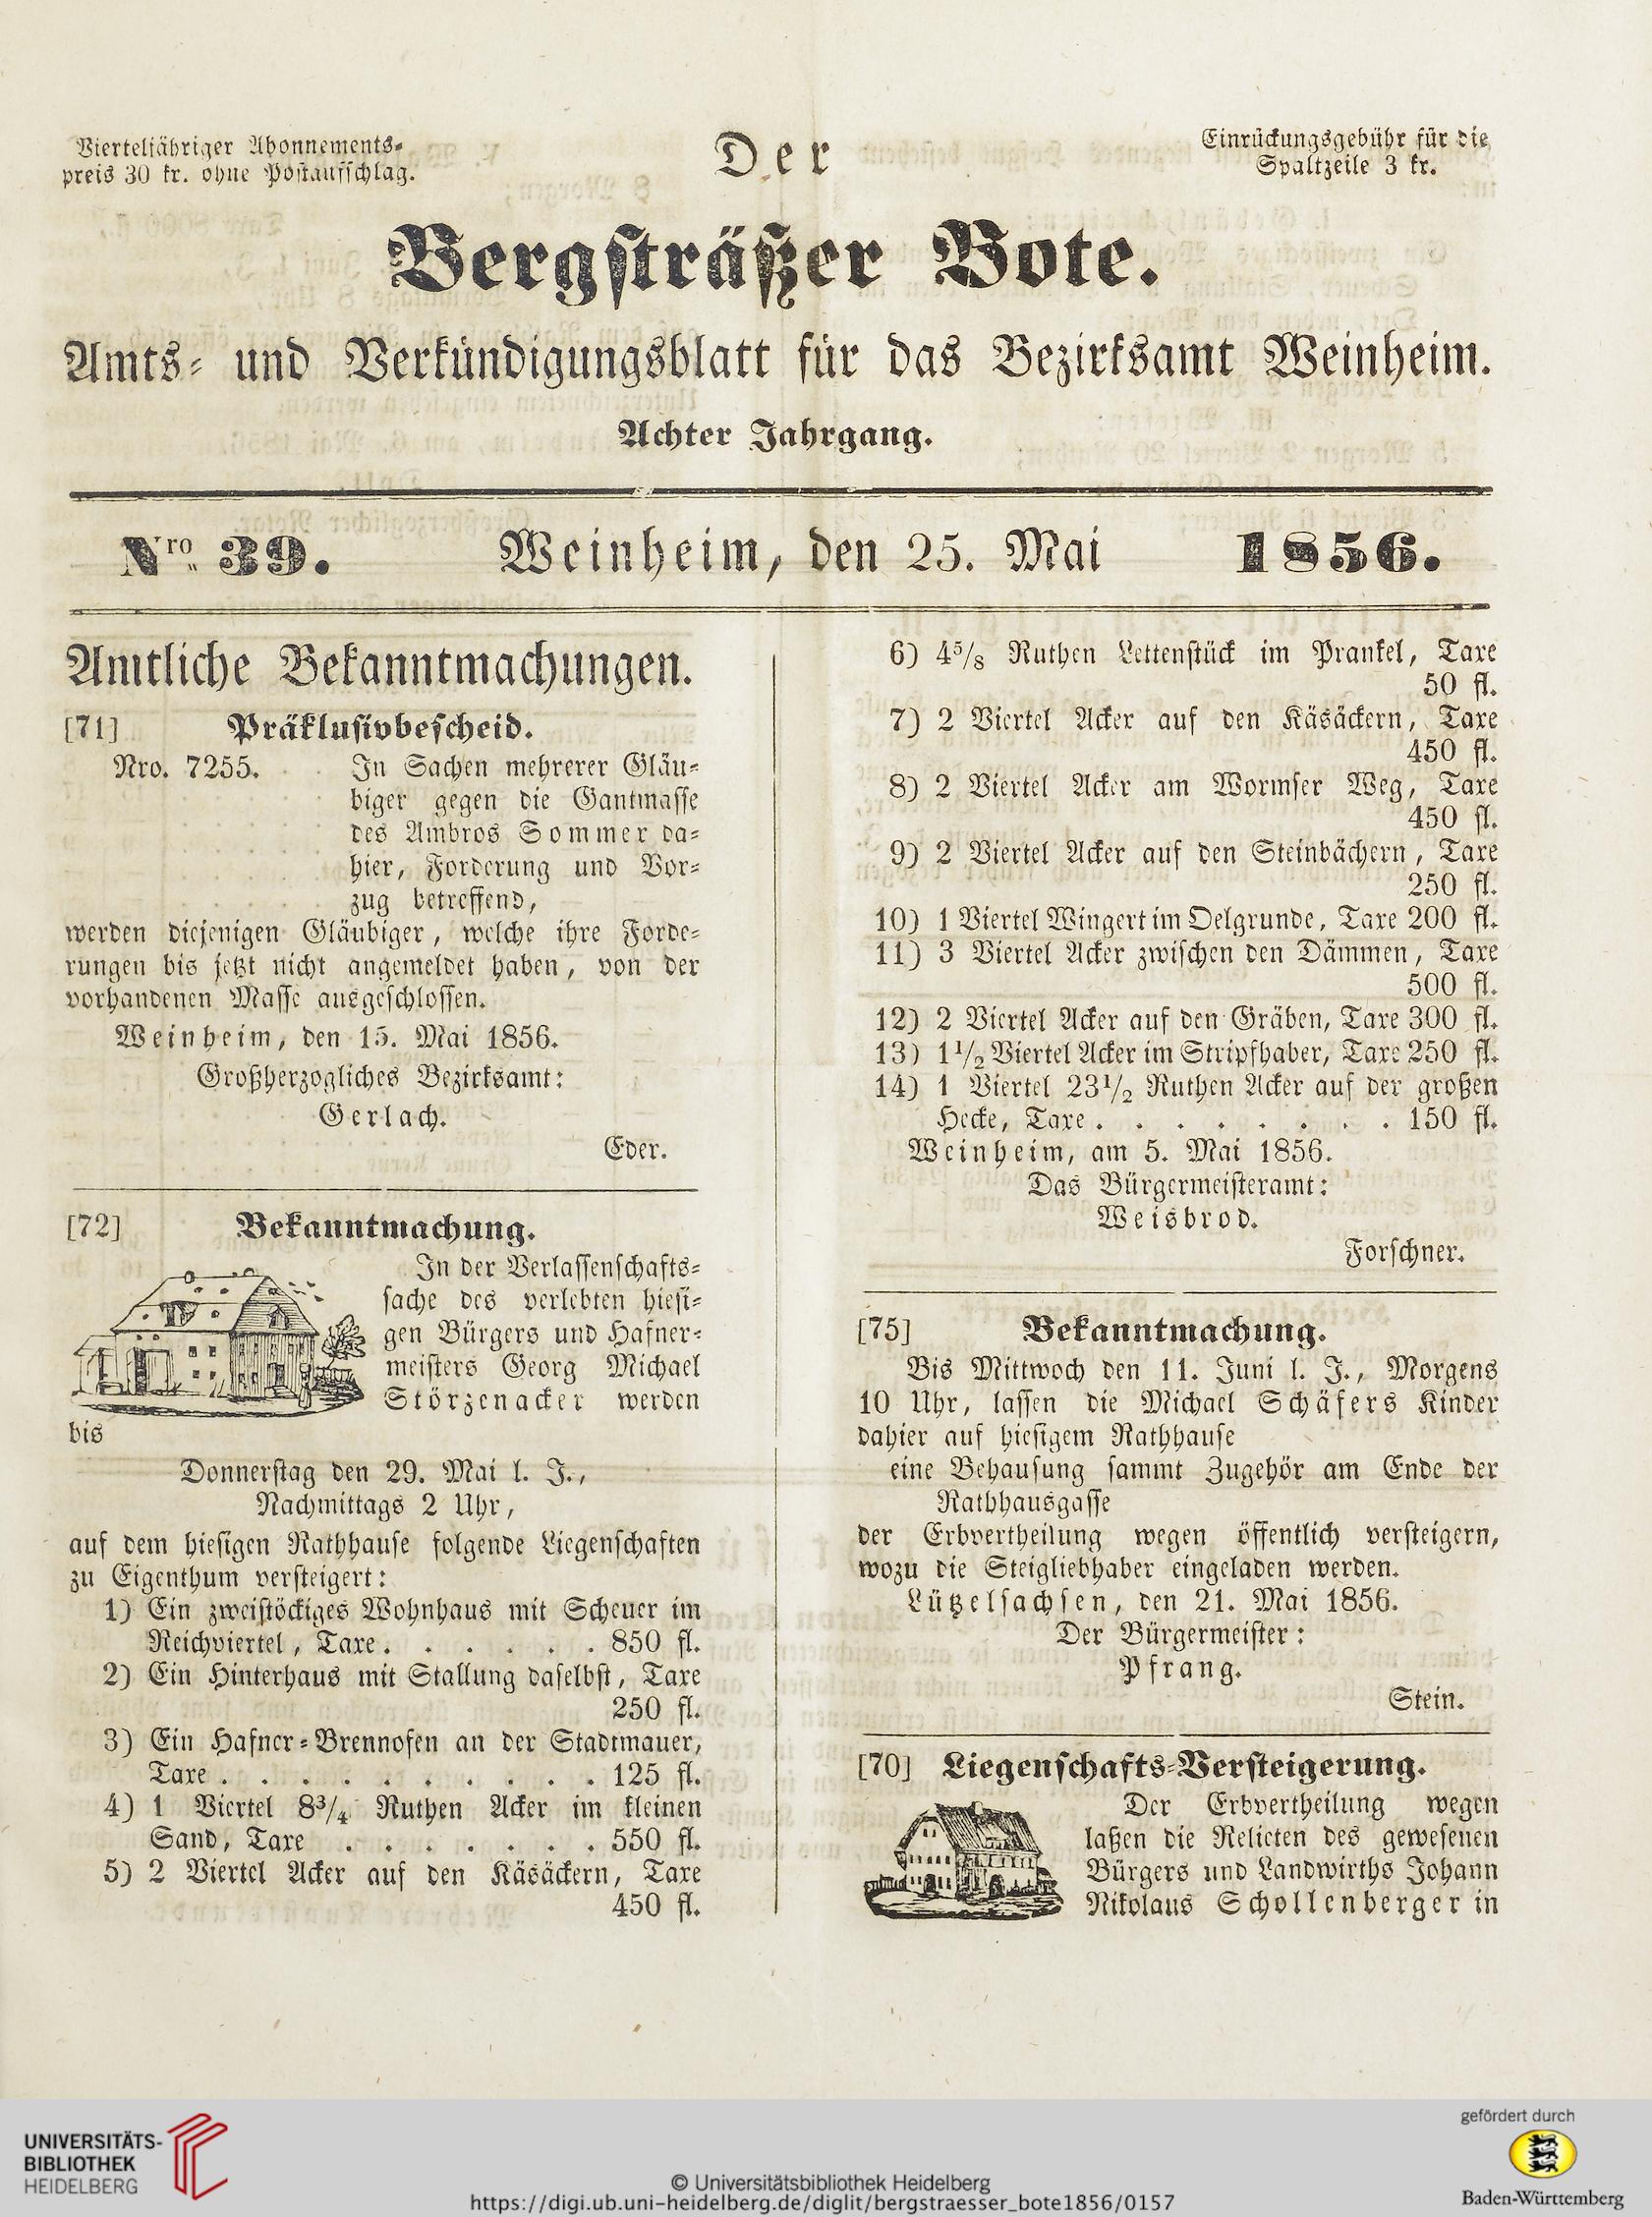 Vierteljähriger Abonnements-
preis 30 kr. ohne Postaufschlag.
Der
Einrückungsgebühr für die
Spaltzeile 3 kr.
Bergsträßer Bote.
Amts- und Verkündigungsblatt für das Bezirksamt Weinheim.
Achter Jahrgang.
Nro. 39. Weinheim, den 25. Mai 1856.
Amtliche Bekanntmachungen.
[71] Präklusivbescheid.
Nro. 7255. In Sachen mehrerer Gläu-
biger gegen die Gantmasse
des Ambros Sommer da-
hier, Forderung und Vor-
zug betreffend,
werden diejenigen Gläubiger, welche ihre Forde-
rungen bis jetzt nicht angemeldet haben, von der
vorhandenen Masse ausgeschlossen.
Weinheim, den 15. Mai 1856.
Großherzogliches Bezirksamt:
Gerlach.
Eder.
[72] Bekanntmachung.
In der Verlassenschafts-
sache des verlebten hiesi-
gen Bürgers und Hafner-
meisters Georg Michael
Störzenacker werden
bis
Donnerstag den 29. Mai l. J.,
Nachmittags 2 Uhr,
auf dem hiesigen Rathhause folgende Liegenschaften
zu Eigenthum versteigert:
1) Ein zweistöckiges Wohnhaus mit Scheuer im
Reichviertel, Taxe . . . . . . 850 fl.
2) Ein Hinterhaus mit Stallung daselbst, Taxe
250 fl.
3) Ein Hafner-Brennofen an der Stadtmauer,
Taxe . . . . . . . . . . 125 fl.
4) 1 Viertel 8³/₄ Ruthen Acker im kleinen
Sand, Taxe . . . . . . . 550 fl.
5) 2 Viertel Acker auf den Käsäckern, Taxe
450 fl.
6) 4⁵/₈ Ruthen Lettenstück im Prankel, Taxe
50 fl.
7) 2 Viertel Acker auf den Käsäckern, Taxe
450 fl.
8) 2 Viertel Acker am Wormser Weg, Taxe
450 fl.
9) 2 Viertel Acker auf den Steinbächern, Taxe
250 fl.
10) 1 Viertel Wingert im Oelgrunde, Taxe 200 fl.
11) 3 Viertel Acker zwischen den Dämmen, Taxe
500 fl.
12) 2 Viertel Acker auf den Gräben, Taxe 300 fl.
13) 1¹/₂ Viertel Acker im Stripfhaber, Taxe 250 fl.
14) 1 Viertel 23¹/₂ Ruthen Acker auf der großen
Hecke, Taxe . . . . . . . . 150 fl.
Weinheim, am 5. Mai 1856.
Das Bürgermeisteramt:
Weisbrod.
Forschner.
[75] Bekanntmachung.
Bis Mittwoch den 11. Juni l. J., Morgens
10 Uhr, lassen die Michael Schäfers Kinder
dahier auf hiesigem Rathhause
eine Behausung sammt Zugehör am Ende der
Rathhausgasse
der Erbvertheilung wegen öffentlich versteigern,
wozu die Steigliebhaber eingeladen werden.
Lützelsachsen, den 21. Mai 1856.
Der Bürgermeister:
Pfrang.
Stein.
[70] Liegenschafts-Versteigerung.
Der Erbvertheilung wegen
laßen die Relicten des gewesenen
Bürgers und Landwirths Johann
Nikolaus Schollenberger in
UNIVERSITÄTS-
BIBLIOTHEK
HEIDELBERG
© Universitätsbibliothek Heidelberg
https://digi.ub.uni-heidelberg.de/diglit/bergstraesser_bote1856/0157
gefördert durch
Baden-Württemberg